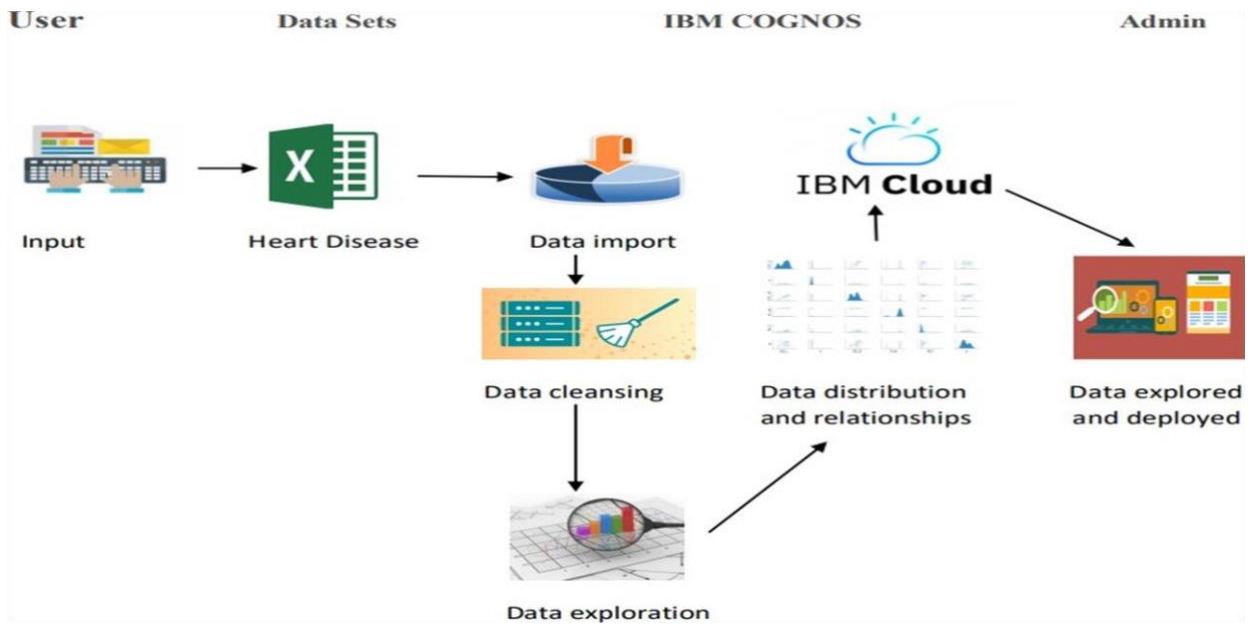 User
Data Sets
IBM COGNOS
Admin
X
IBM Cloud
Input
Heart Disease
Data import
Data cleansing
Data distribution
and relationships
Data explored
and deployed
Data exploration